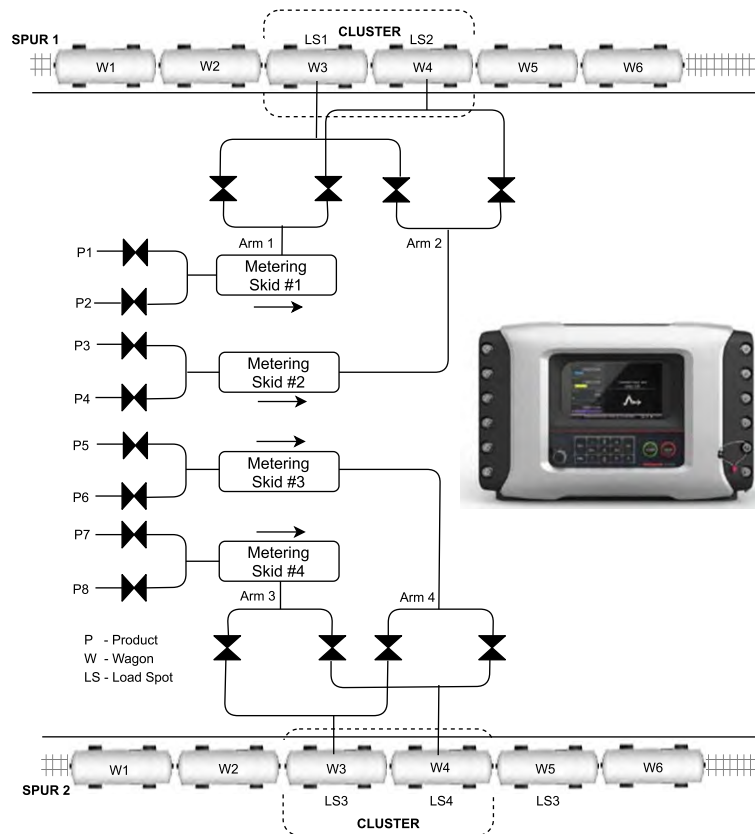 CLUSTER
SPUR 1
LS1
LS2
W1
W2
W3
W4
W5
W6
Arm 1
Arm 2
P1
Metering
Skid #1
P2
P3
Metering
Skid #2
P4
P5
Metering
Skid #3
P6
P7
Metering
Skid #4
P8
Arm 3
Arm 4
P - Product
W - Wagon
LS - Load Spot
W1
W2
W3
W4
W5
W6
SPUR 2
LS3
LS4
LS3
CLUSTER